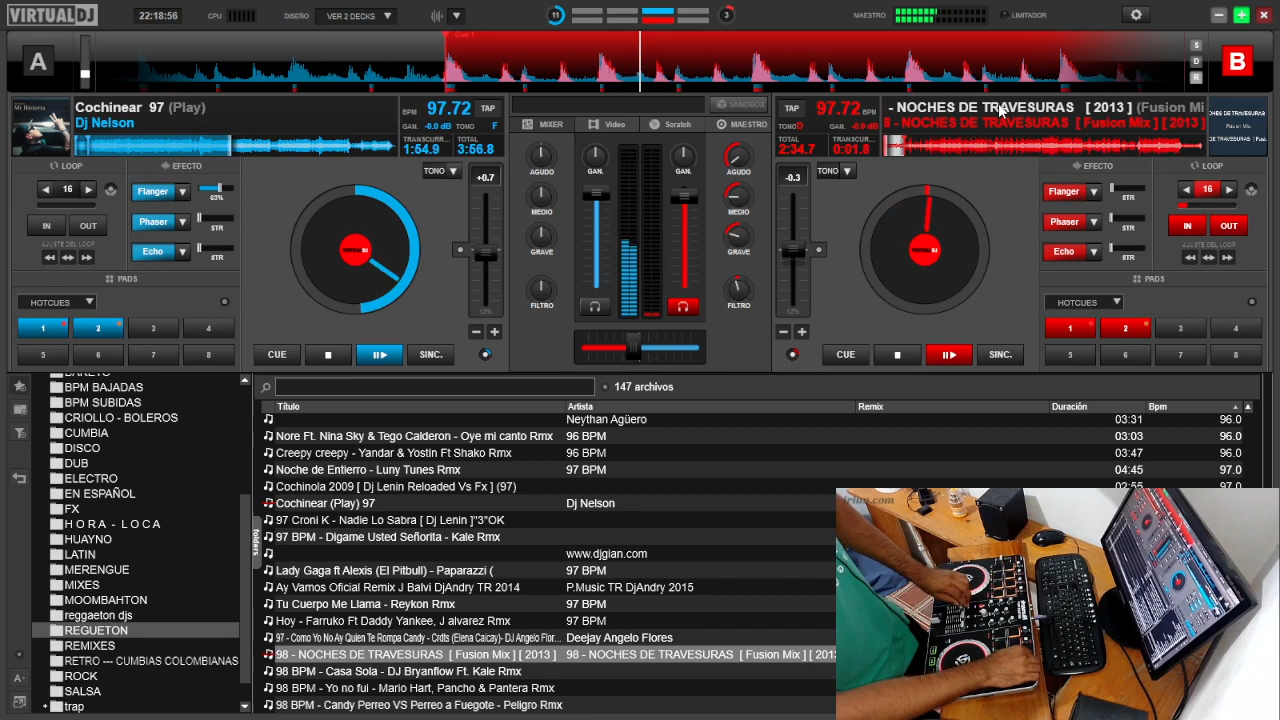 VIRTUALDJ
22:18:56
CPU
DISEÑO
VER 2 DECKS
11
3
MAESTRO
LIMITADOR
A
Cue 1
S
D
R
B
Cochinear 97 (Play)
Dj Nelson
BPM 97.72 TAP
GAN. -0.0 dB TONO F
TRANSCURR... TOTAL
1:64.9 3:56.8
SANDBOX
MIXER Video Scratch MAESTRO
TAP 97.72 BPM
TONO D -0.0 dB GAN.
TOTAL TRANSCURR...
2:34.7 0:01.8
- NOCHES DE TRAVESURAS [ 2013 ] (Fusion Mi
8 - NOCHES DE TRAVESURAS [ Fusion Mix ] [ 2013 ]
LOOP
16
IN OUT
AJUSTE DEL LOOP
EFECTO
Flanger 63%
Phaser STR
Echo STR
TONO
+0.7
12%
AGUDO GAN. GAN. AGUDO
MEDIO MEDIO
GRAVE GRAVE
FILTRO FILTRO
TONO
-0.3
12%
EFECTO
Flanger STR
Phaser STR
Echo STR
LOOP
16
IN OUT
AJUSTE DEL LOOP
PADS
HOTCUES
1 2 3 4
5 6 7 8
CUE SINC.
CUE SINC.
PADS
HOTCUES
1 2 3 4
5 6 7 8
BARETO
BPM BAJADAS
BPM SUBIDAS
CRIOLLO - BOLEROS
CUMBIA
DISCO
DUB
ELECTRO
EN ESPAÑOL
FX
H O R A - L O C A
HUAYNO
LATIN
MERENGUE
MIXES
MOOMBAHTON
reggaeton djs
REGUETON
REMIXES
RETRO --- CUMBIAS COLOMBIANAS
ROCK
SALSA
trap
folders
147 archivos
Título Artista Remix Duración Bpm
Neythan Agüero 03:31 96.0
Nore Ft. Nina Sky & Tego Calderon - Oye mi canto Rmx 96 BPM 03:03 96.0
Creepy creepy - Yandar & Yostin Ft Shako Rmx 96 BPM 03:47 96.0
Noche de Entierro - Luny Tunes Rmx 97 BPM 04:45 97.0
Cochinola 2009 [ Dj Lenin Reloaded Vs Fx ] (97) 02:55 97.0
Cochinear (Play) 97 Dj Nelson
97 Croni K - Nadie Lo Sabra [ Dj Lenin ]"3"OK
97 BPM - Digame Usted Señorita - Kale Rmx
www.djgian.com
Lady Gaga ft Alexis (El Pitbull) - Paparazzi ( 97 BPM
Ay Vamos Oficial Remix J Balvi DjAndry TR 2014 P.Music TR DjAndry 2015
Tu Cuerpo Me Llama - Reykon Rmx 97 BPM
Hoy - Farruko Ft Daddy Yankee, J alvarez Rmx 97 BPM
97 - Como Yo No Ay Quien Te Rompa Candy - Crdts (Elena Caicay)- DJ Angelo Flor... Deejay Angelo Flores
98 - NOCHES DE TRAVESURAS [ Fusion Mix ] [ 2013 ] 98 - NOCHES DE TRAVESURAS [ Fusion Mix ] [ 2013
98 BPM - Casa Sola - DJ Bryanflow Ft. Kale Rmx
98 BPM - Yo no fui - Mario Hart, Pancho & Pantera Rmx
98 BPM - Candy Perreo VS Perreo a Fuegote - Peligro Rmx